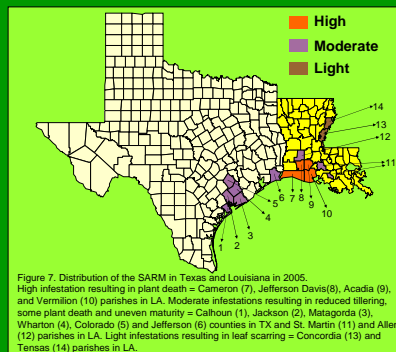 High
Moderate
Light
14
13
12
11
10
9
8
7
6
5
4
3
2
1
Figure 7. Distribution of the SARM in Texas and Louisiana in 2005.
High infestation resulting in plant death = Cameron (7), Jefferson Davis(8), Acadia (9),
and Vermilion (10) parishes in LA. Moderate infestations resulting in reduced tillering,
some plant death and uneven maturity = Calhoun (1), Jackson (2), Matagorda (3),
Wharton (4), Colorado (5) and Jefferson (6) counties in TX and St. Martin (11) and Allen
(12) parishes in LA. Light infestations resulting in leaf scarring = Concordia (13) and
Tensas (14) parishes in LA.